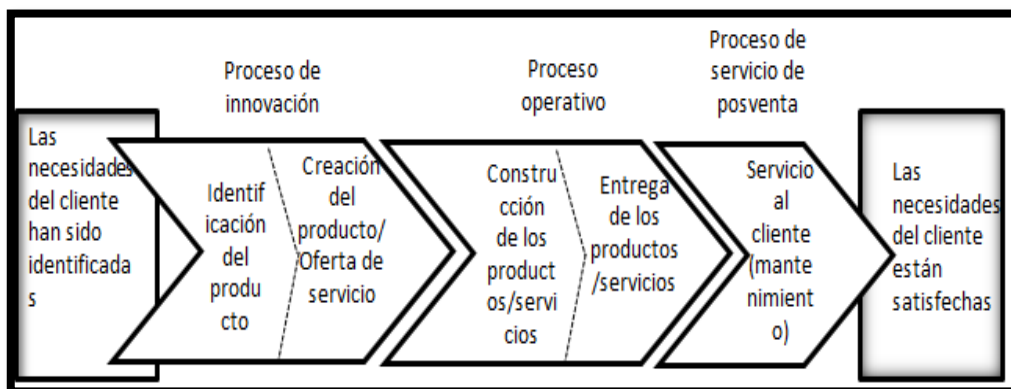 Proceso de
innovación
Proceso
operativo
Proceso de
servicio de
posventa
Las
necesidades
del cliente
han sido
identificada
s
Identif
icación
del
produ
cto
Creación
del
producto/
Oferta de
servicio
Constru
cción
de los
product
os/servi
cios
Entrega
de los
productos
/servicios
Servicio
al
cliente
(mante
nimient
o)
Las
necesidades
del cliente
están
satisfechas